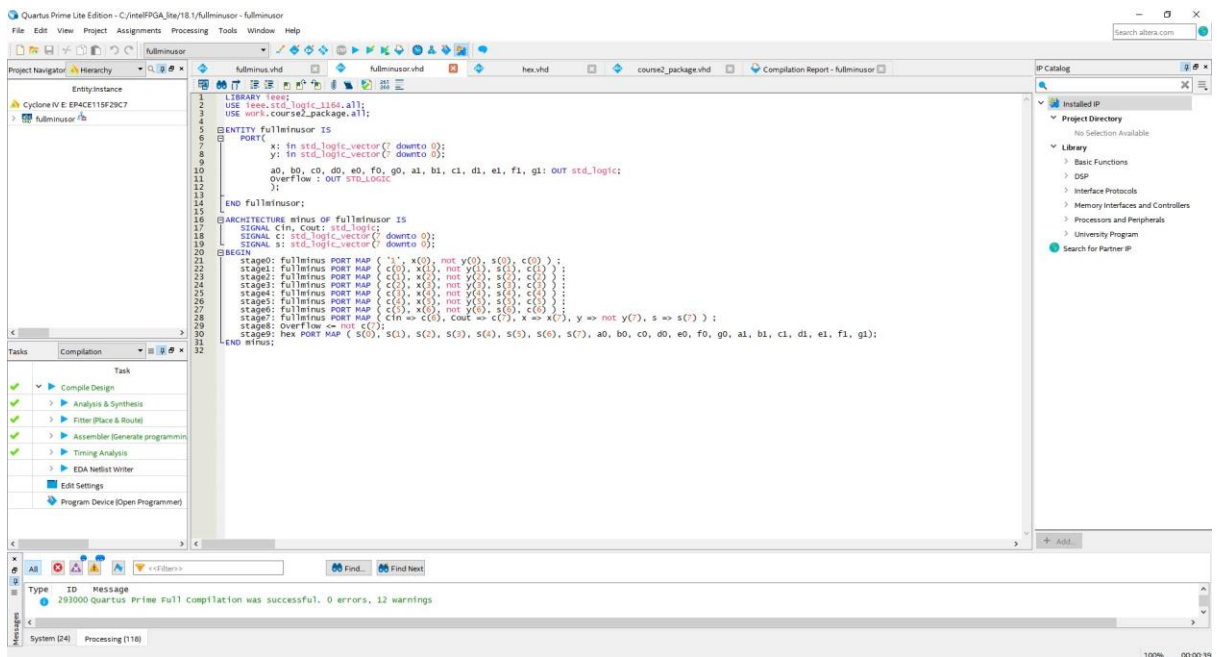 Quartus Prime Lite Edition - C:/intelFPGA_lite/18.1/fullminusor - fullminusor
File Edit View Project Assignments Processing Tools Window Help
Search altera.com
fullminusor
Project Navigator Hierarchy
fullminus.vhd fullminusor.vhd hex.vhd course2_package.vhd Compilation Report - fullminusor
IP Catalog
Entity:Instance
Cyclone IV E: EP4CE115F29C7
fullminusor
1 LIBRARY ieee;
2 USE ieee.std_logic_1164.all;
3 USE work.course2_package.all;
4
5 ENTITY fullminusor IS
6 PORT(
7 x: in std_logic_vector(7 downto 0);
8 y: in std_logic_vector(7 downto 0);
9
10 a0, b0, c0, d0, e0, f0, g0, a1, b1, c1, d1, e1, f1, g1: OUT std_logic;
11 Overflow : OUT STD_LOGIC
12 );
13
14 END fullminusor;
15
16 ARCHITECTURE minus OF fullminusor IS
17 SIGNAL Cin, Cout: std_logic;
18 SIGNAL c: std_logic_vector(7 downto 0);
19 SIGNAL s: std_logic_vector(7 downto 0);
20 BEGIN
21 stage0: fullminus PORT MAP ( '1', x(0), not y(0), s(0), c(0) ) ;
22 stage1: fullminus PORT MAP ( c(0), x(1), not y(1), s(1), c(1) ) ;
23 stage2: fullminus PORT MAP ( c(1), x(2), not y(2), s(2), c(2) ) ;
24 stage3: fullminus PORT MAP ( c(2), x(3), not y(3), s(3), c(3) ) ;
25 stage4: fullminus PORT MAP ( c(3), x(4), not y(4), s(4), c(4) ) ;
26 stage5: fullminus PORT MAP ( c(4), x(5), not y(5), s(5), c(5) ) ;
27 stage6: fullminus PORT MAP ( c(5), x(6), not y(6), s(6), c(6) ) ;
28 stage7: fullminus PORT MAP ( Cin => c(6), Cout => c(7), x => x(7), y => not y(7), s => s(7) ) ;
29 stage8: Overflow <= not c(7);
30 stage9: hex PORT MAP ( s(0), s(1), s(2), s(3), s(4), s(5), s(6), s(7), a0, b0, c0, d0, e0, f0, g0, a1, b1, c1, d1, e1, f1, g1);
31 END minus;
32
Installed IP
Project Directory
No Selection Available
Library
Basic Functions
DSP
Interface Protocols
Memory Interfaces and Controllers
Processors and Peripherals
University Program
Search for Partner IP
+ Add...
Tasks Compilation
Task
Compile Design
Analysis & Synthesis
Fitter (Place & Route)
Assembler (Generate programmin
Timing Analysis
EDA Netlist Writer
Edit Settings
Program Device (Open Programmer)
All <<Filter>> Find... Find Next
Type ID Message
293000 Quartus Prime Full Compilation was successful. 0 errors, 12 warnings
Messages
System (24) Processing (118)
100% 00:00:39